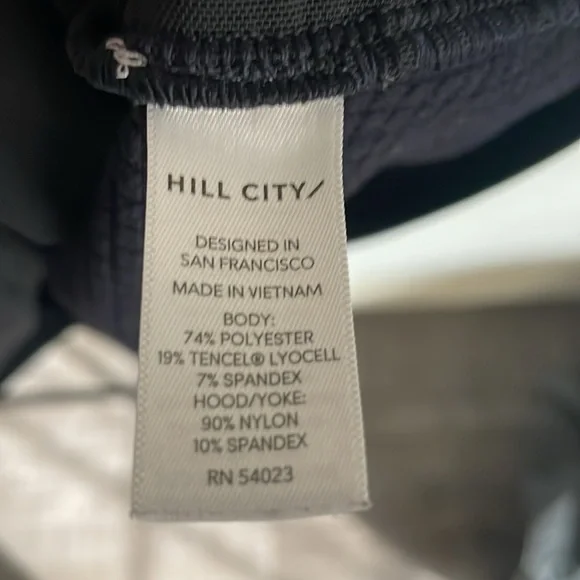 HILL CITY/
DESIGNED IN
SAN FRANCISCO
MADE IN VIETNAM
BODY:
74% POLYESTER
19% TENCEL® LYOCELL
7% SPANDEX
HOOD/YOKE:
90% NYLON
10% SPANDEX
RN 54023